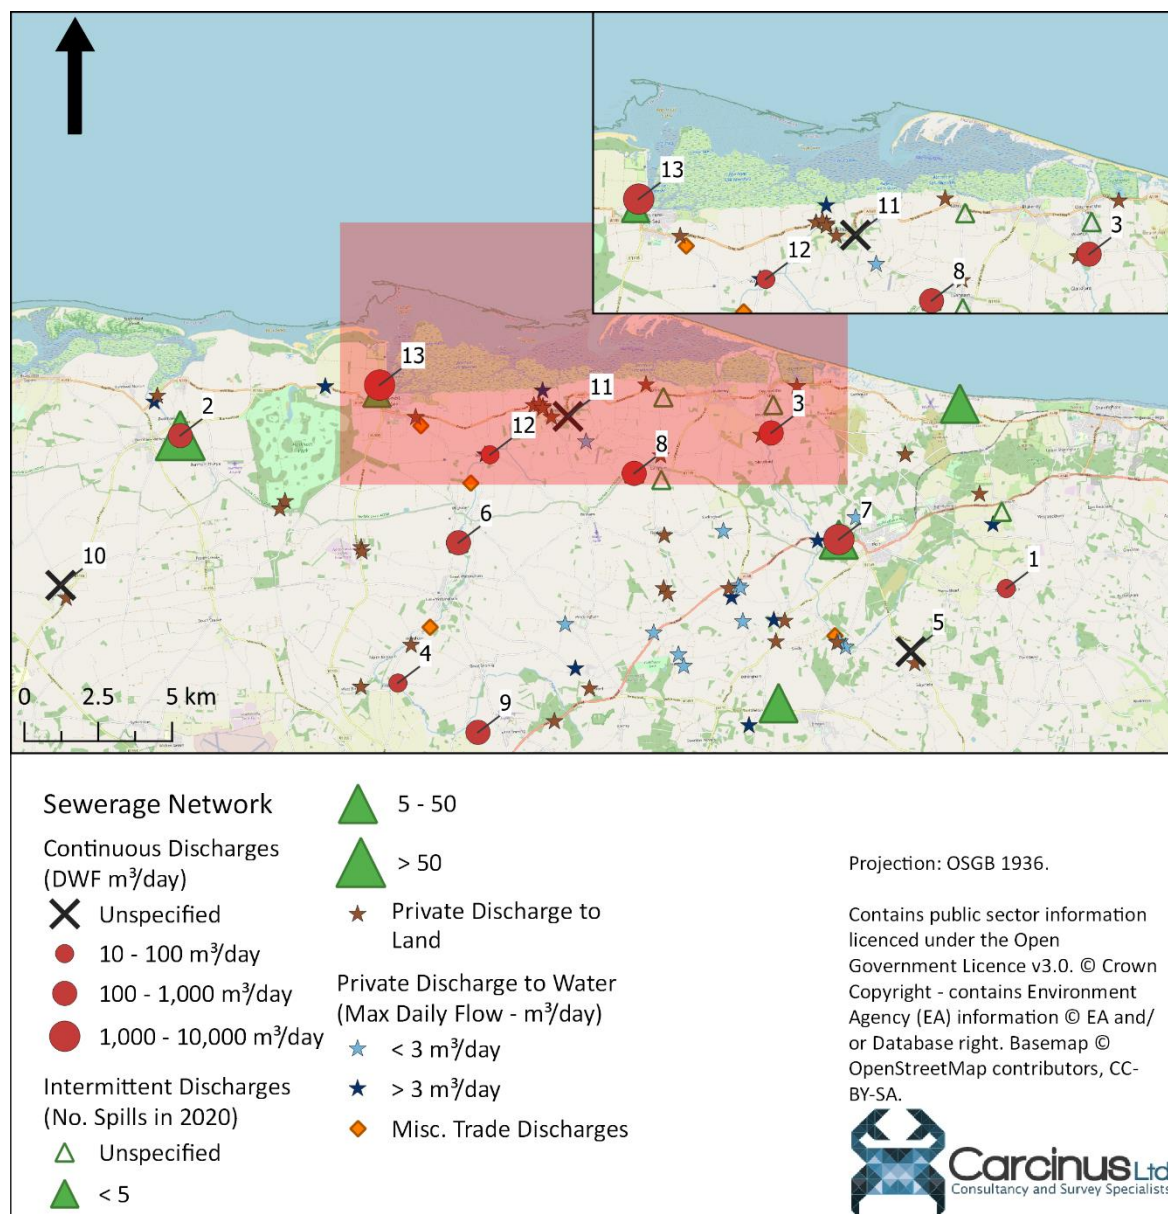 13
11
12
3
8
13
11
2
12
3
8
6
7
10
1
5
4
9
0 2.5 5 km
Sewerage Network
Continuous Discharges
(DWF m³/day)
Unspecified
10 - 100 m³/day
100 - 1,000 m³/day
1,000 - 10,000 m³/day
Intermittent Discharges
(No. Spills in 2020)
Unspecified
< 5
5 - 50
> 50
Private Discharge to
Land
Private Discharge to Water
(Max Daily Flow - m³/day)
< 3 m³/day
> 3 m³/day
Misc. Trade Discharges
Projection: OSGB 1936.
Contains public sector information
licenced under the Open
Government Licence v3.0. © Crown
Copyright - contains Environment
Agency (EA) information © EA and/
or Database right. Basemap ©
OpenStreetMap contributors, CC-
BY-SA.
Carcinus Ltd
Consultancy and Survey Specialists